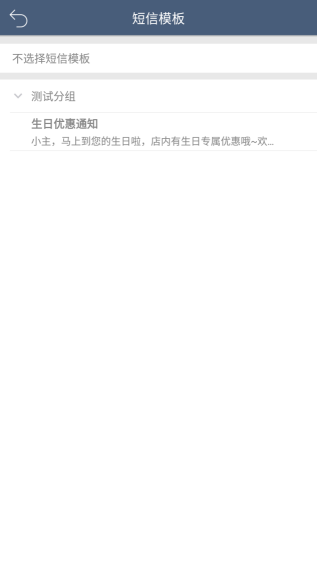 短信模板
不选择短信模板
测试分组
生日优惠通知
小主，马上到您的生日啦，店内有生日专属优惠哦~欢...